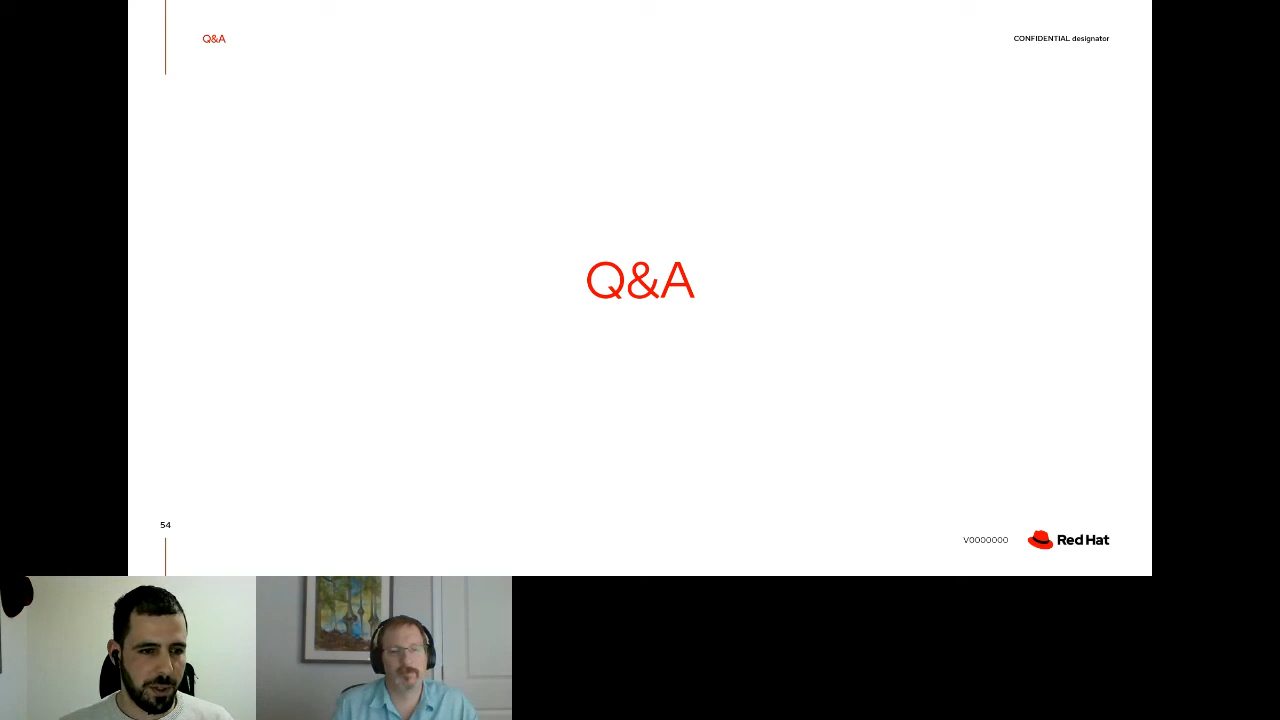 Q&A
CONFIDENTIAL designator
Q&A
54
V0000000
Red Hat